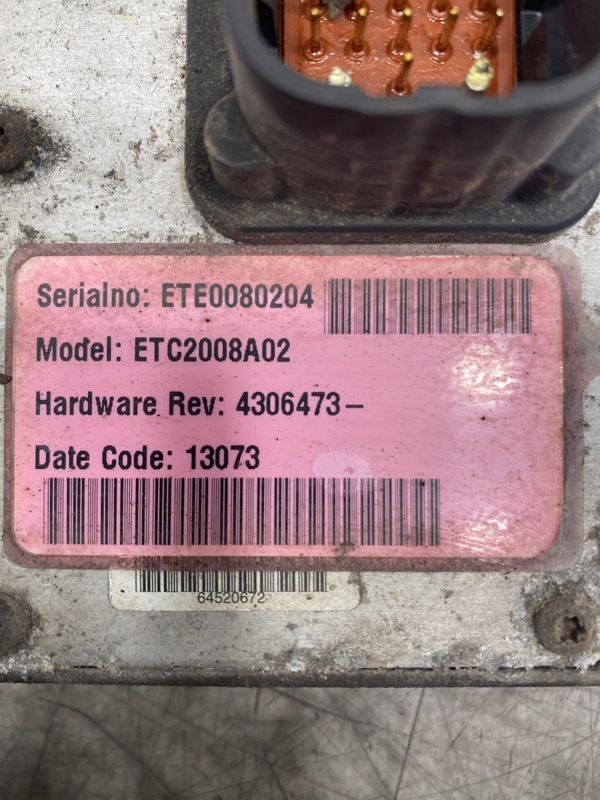 Serialno: ETE0080204
Model: ETC2008A02
Hardware Rev: 4306473–
Date Code: 13073
64520672